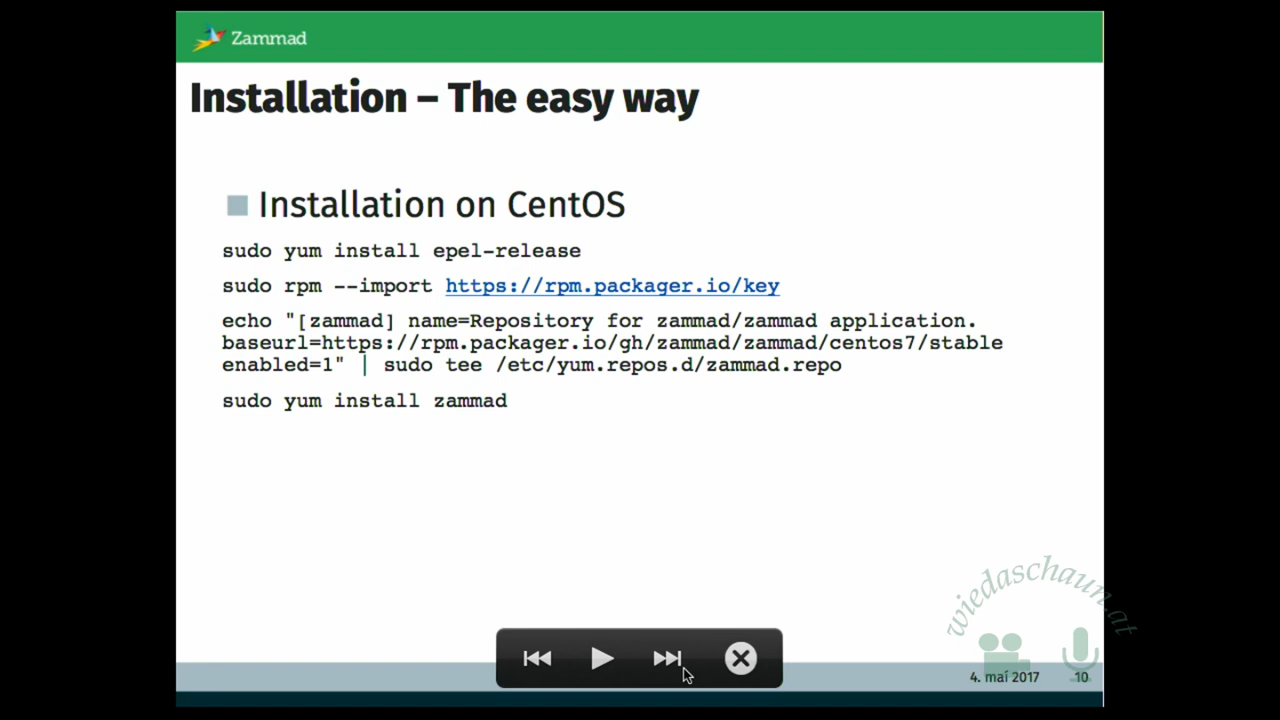 Zammad
Installation – The easy way
Installation on CentOS
sudo yum install epel-release
sudo rpm --import https://rpm.packager.io/key
echo "[zammad] name=Repository for zammad/zammad application.
baseurl=https://rpm.packager.io/gh/zammad/zammad/centos7/stable
enabled=1" | sudo tee /etc/yum.repos.d/zammad.repo
sudo yum install zammad
wiedaschaun.at
4. mai 2017 10